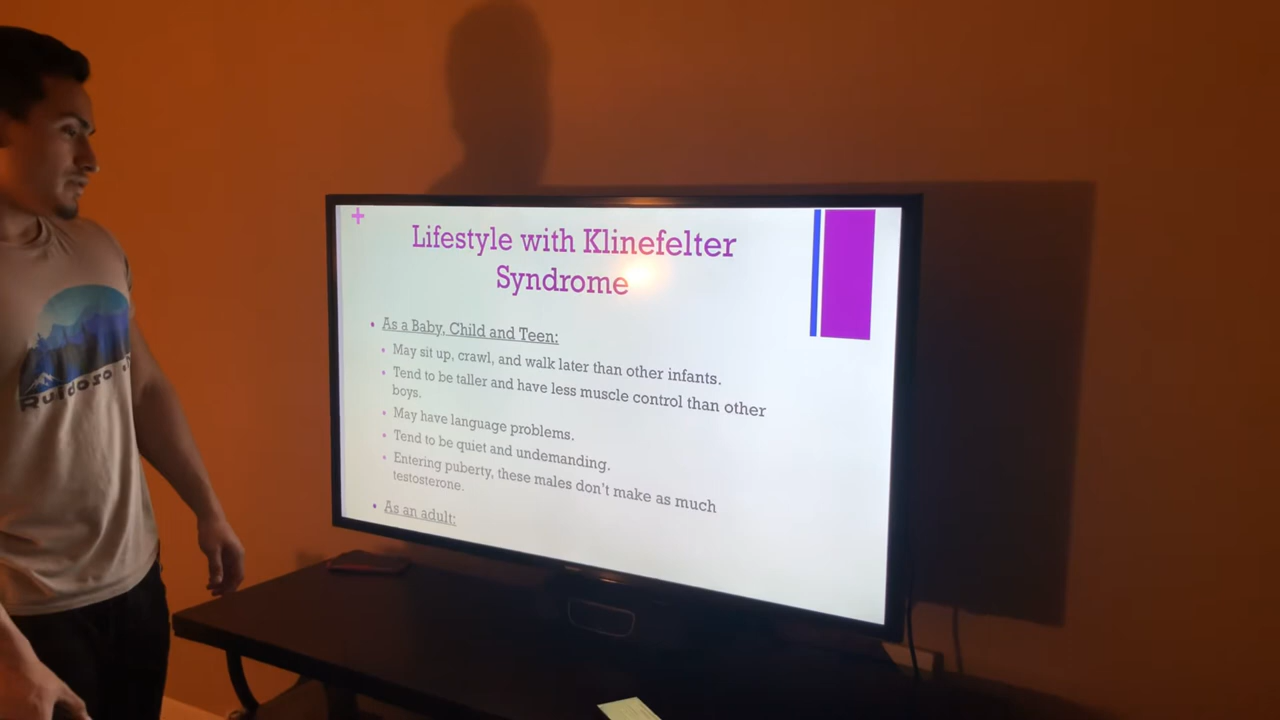 Lifestyle with Klinefelter
Syndrome
As a Baby, Child and Teen:
May sit up, crawl, and walk later than other infants.
Tend to be taller and have less muscle control than other
boys.
May have language problems.
Tend to be quiet and undemanding.
Entering puberty, these males don't make as much
testosterone.
As an adult:
Ruidoso